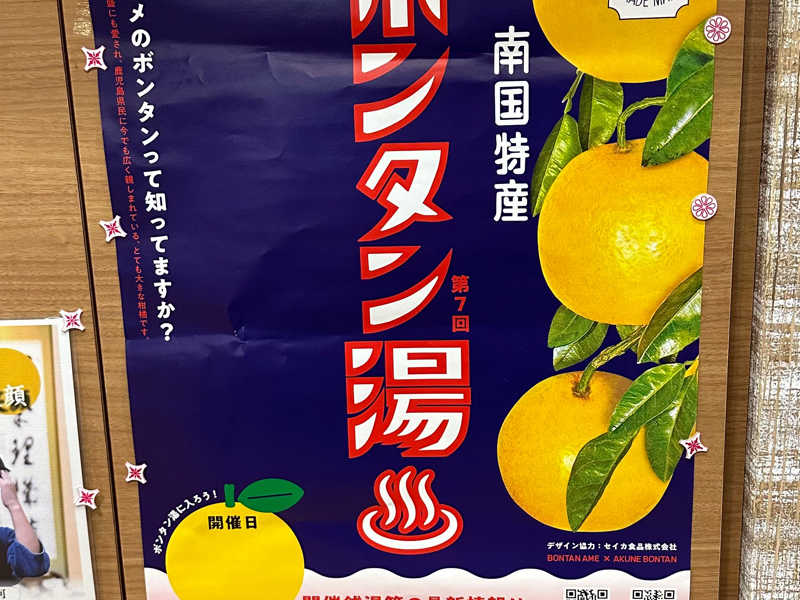 南国特産
ボンタン湯
第7回
メのボンタンって知ってますか?
にも愛され、鹿児島県民に今でも広く親しまれている、とても大きな柑橘です。
ボンタン湯に入ろう!
開催日
デザイン協力:セイカ食品株式会社
BONTAN AME × AKUNE BONTAN
顔